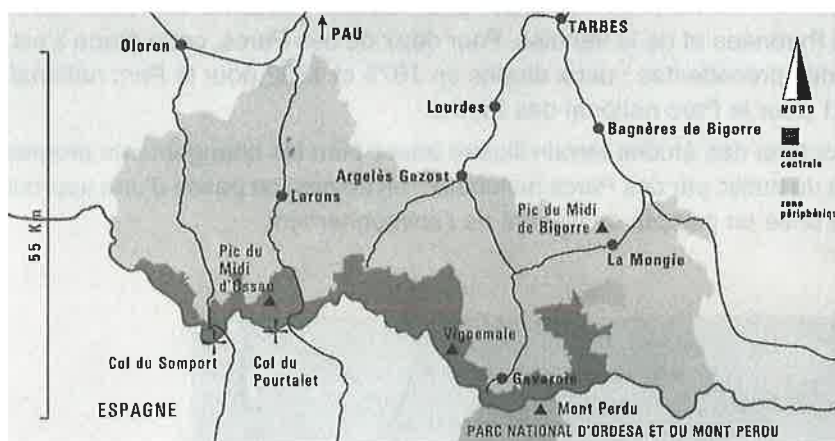 PAU
TARBES
Oloron
Lourdes
NORD
Bagnères de Bigorre
zone
centrale
Argelès Gazost
Laruns
zone
périphérique
Pic du Midi
de Bigorre
55 Km
La Mongie
Pic du
Midi
d'Ossau
Vignemale
Col du Somport
Col du
Pourtalet
Gavarnie
ESPAGNE
Mont Perdu
PARC NATIONAL D'ORDESA ET DU MONT PERDU